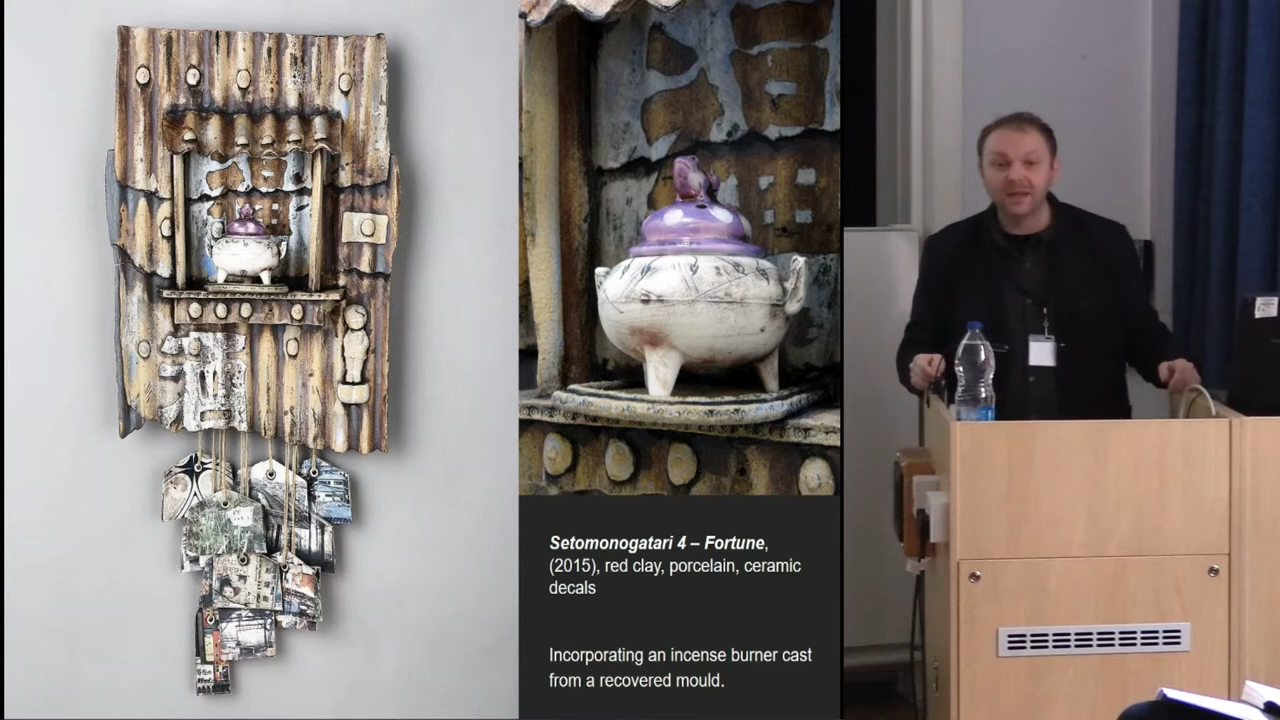 Setomonogatari 4 – Fortune,
(2015), red clay, porcelain, ceramic
decals
Incorporating an incense burner cast
from a recovered mould.